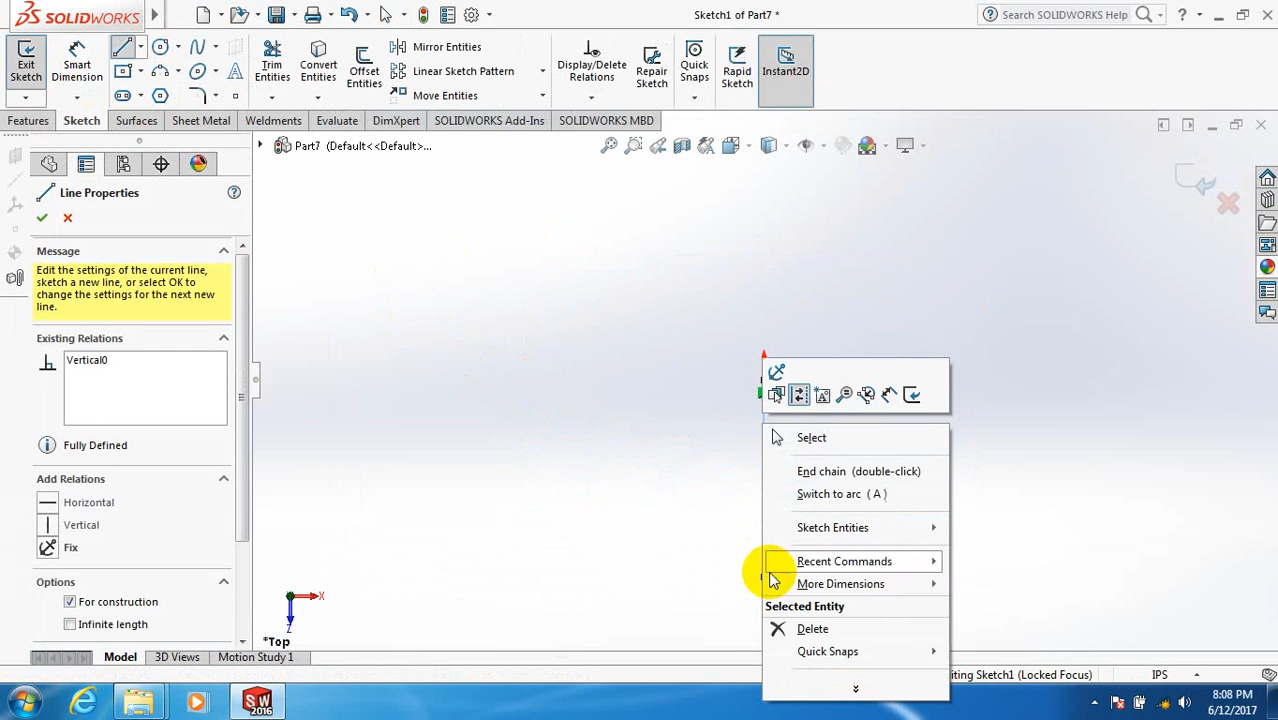 SOLIDWORKS
Sketch1 of Part7 *
Search SOLIDWORKS Help
?
Exit Sketch
Smart Dimension
Trim Entities
Convert Entities
Offset Entities
Mirror Entities
Linear Sketch Pattern
Move Entities
Display/Delete Relations
Repair Sketch
Quick Snaps
Rapid Sketch
Instant2D
Features
Sketch
Surfaces
Sheet Metal
Weldments
Evaluate
DimXpert
SOLIDWORKS Add-Ins
SOLIDWORKS MBD
Part7 (Default<<Default>...
Line Properties
?
Message
Edit the settings of the current line,
sketch a new line, or select OK to
change the settings for the next new
line.
Existing Relations
Vertical0
Fully Defined
Add Relations
Horizontal
Vertical
Fix
Options
For construction
Infinite length
X
Z
*Top
Select
End chain (double-click)
Switch to arc ( A )
Sketch Entities
Recent Commands
More Dimensions
Selected Entity
Delete
Quick Snaps
Model
3D Views
Motion Study 1
iting Sketch1 (Locked Focus)
IPS
SW
2016
8:08 PM
6/12/2017